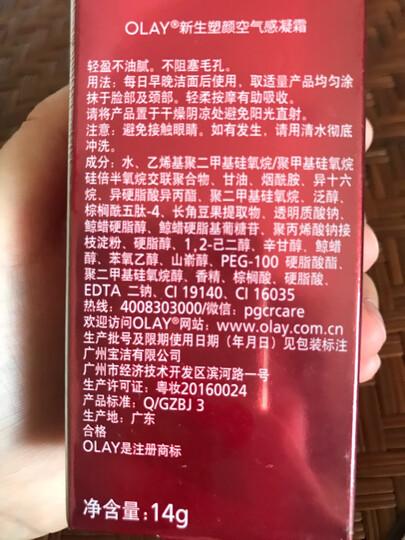 OLAY®新生塑颜空气感凝霜
轻盈不油腻。不阻塞毛孔。
用法：每日早晚洁面后使用，取适量产品均匀涂
抹于脸部及颈部。轻柔按摩有助吸收。
请将产品置于干燥阴凉处避免阳光直射。
注意：避免接触眼睛。如有发生，请用清水彻底
冲洗。
成分：水、乙烯基聚二甲基硅氧烷/聚甲基硅氧烷
硅倍半氧烷交联聚合物、甘油、烟酰胺、异十六
烷、异硬脂酸异丙酯、聚二甲基硅氧烷、泛醇、
棕榈酰五肽-4、长角豆果提取物、透明质酸钠、
鲸蜡硬脂醇、鲸蜡硬脂基葡糖苷、聚丙烯酸钠接
枝淀粉、硬脂醇、1,2-己二醇、辛甘醇、鲸蜡
醇、苯氧乙醇、山嵛醇、PEG-100 硬脂酸酯、
聚二甲基硅氧烷醇、香精、棕榈酸、硬脂酸、
EDTA 二钠、CI 19140、CI 16035
热线：4008303000/微信：pgcrcare
欢迎访问OLAY®网站：www.olay.com.cn
生产批号及限期使用日期（年月日）见包装标注
广州宝洁有限公司
广州市经济技术开发区滨河路一号
生产许可证：粤妆20160024
产品标准：Q/GZBJ 3
生产地：广东
合格
OLAY是注册商标
净含量:14g